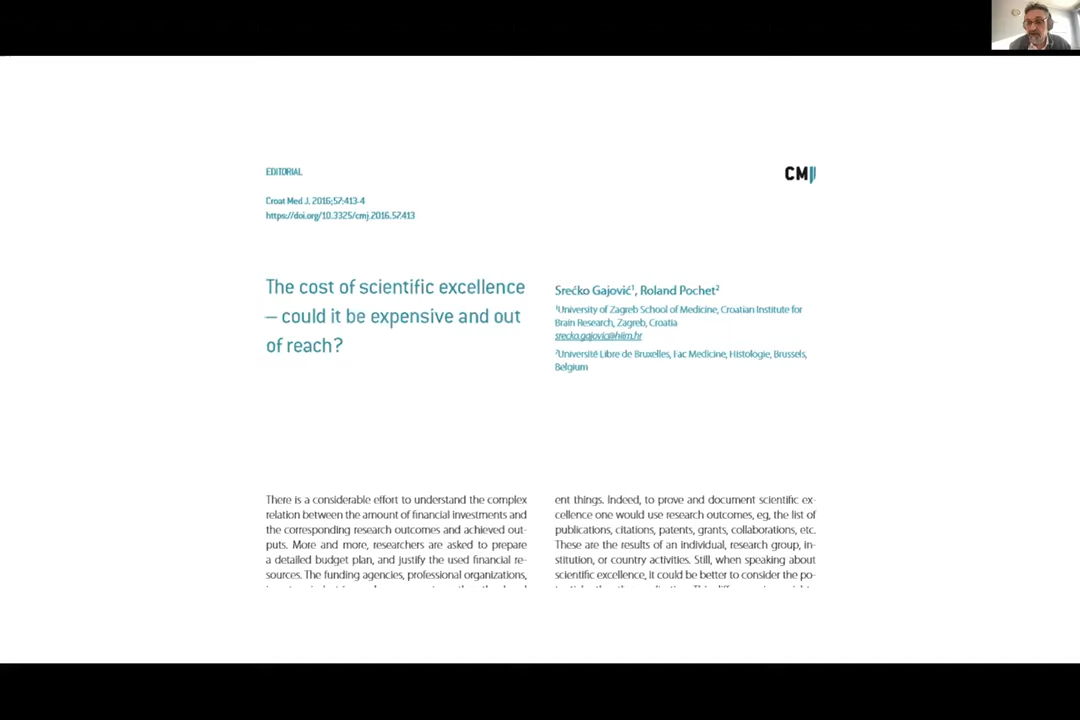 EDITORIAL
CMJ
Croat Med J. 2016;57:413-4
https://doi.org/10.3325/cmj.2016.57.413
The cost of scientific excellence
– could it be expensive and out
of reach?
Srećko Gajović1, Roland Pochet2
1University of Zagreb School of Medicine, Croatian Institute for
Brain Research, Zagreb, Croatia
srecko.gajovic@hiim.hr
2Université Libre de Bruxelles, Fac Medicine, Histologie, Brussels,
Belgium
There is a considerable effort to understand the complex
relation between the amount of financial investments and
the corresponding research outcomes and achieved out-
puts. More and more, researchers are asked to prepare
a detailed budget plan, and justify the used financial re-
sources. The funding agencies, professional organizations,
ent things. Indeed, to prove and document scientific ex-
cellence one would use research outcomes, eg, the list of
publications, citations, patents, grants, collaborations, etc.
These are the results of an individual, research group, in-
stitution, or country activities. Still, when speaking about
scientific excellence, it could be better to consider the po-